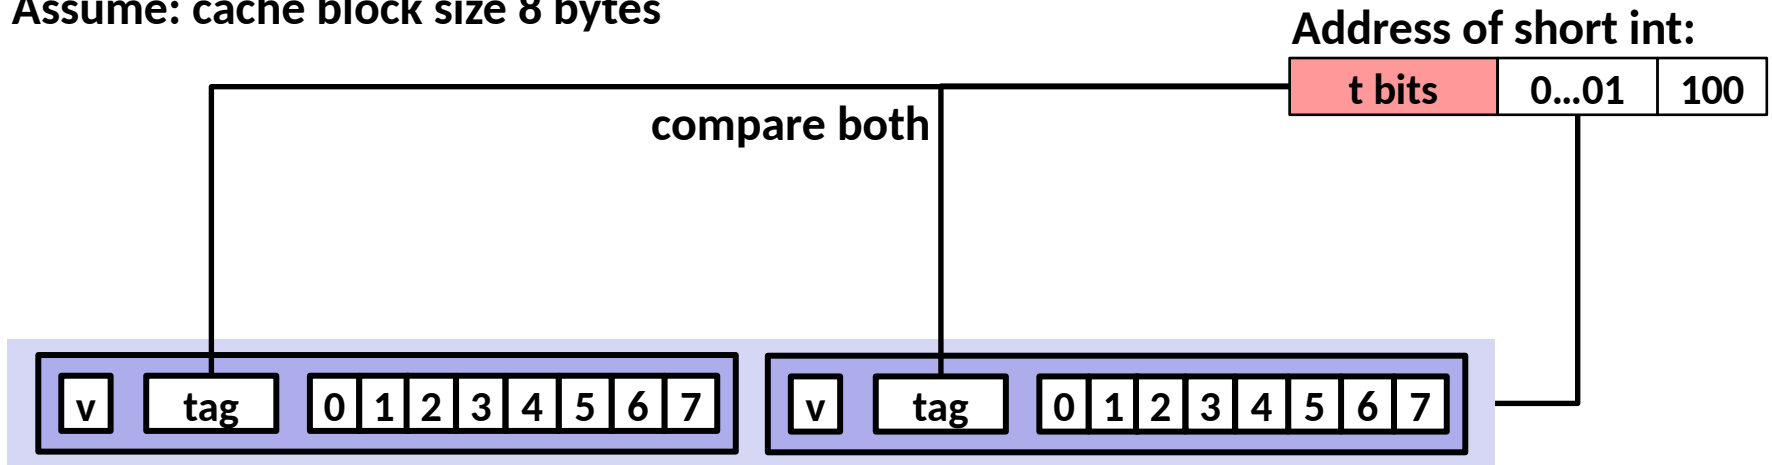 Assume: cache block size 8 bytes
Address of short int:
t bits 0...01 100
compare both
v tag 0 1 2 3 4 5 6 7 v tag 0 1 2 3 4 5 6 7